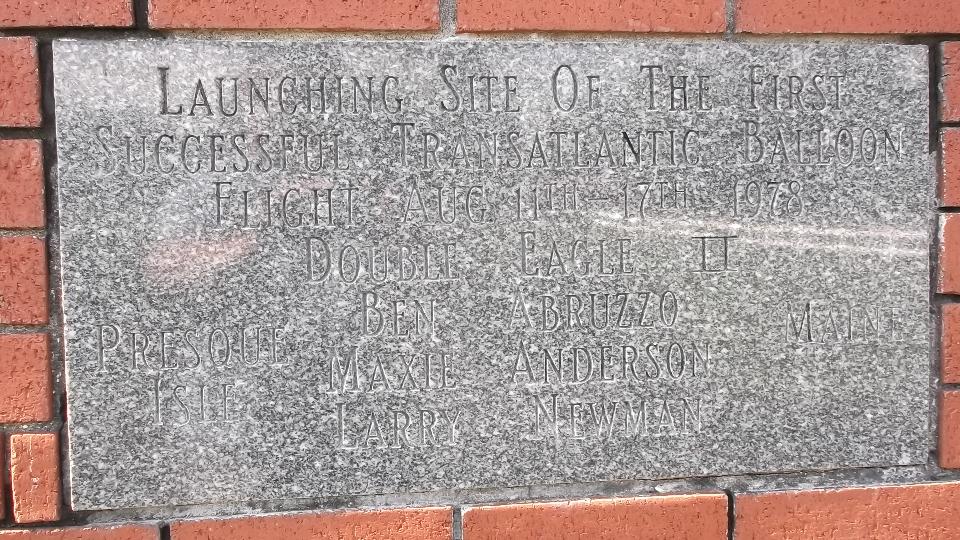 Launching Site Of The First
Successful Transatlantic Balloon
Flight Aug. 11th - 17th 1978
Double Eagle II
Ben Abruzzo
Presque Isle
Maxie Anderson
Maine
Larry Newman